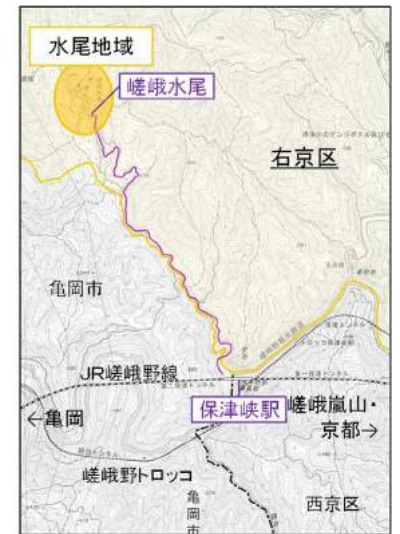 水尾地域
嵯峨水尾
右京区
亀岡市
JR嵯峨野線
保津峡駅
←亀岡
嵯峨嵐山・
京都→
嵯峨野トロッコ
亀
岡
市
西京区